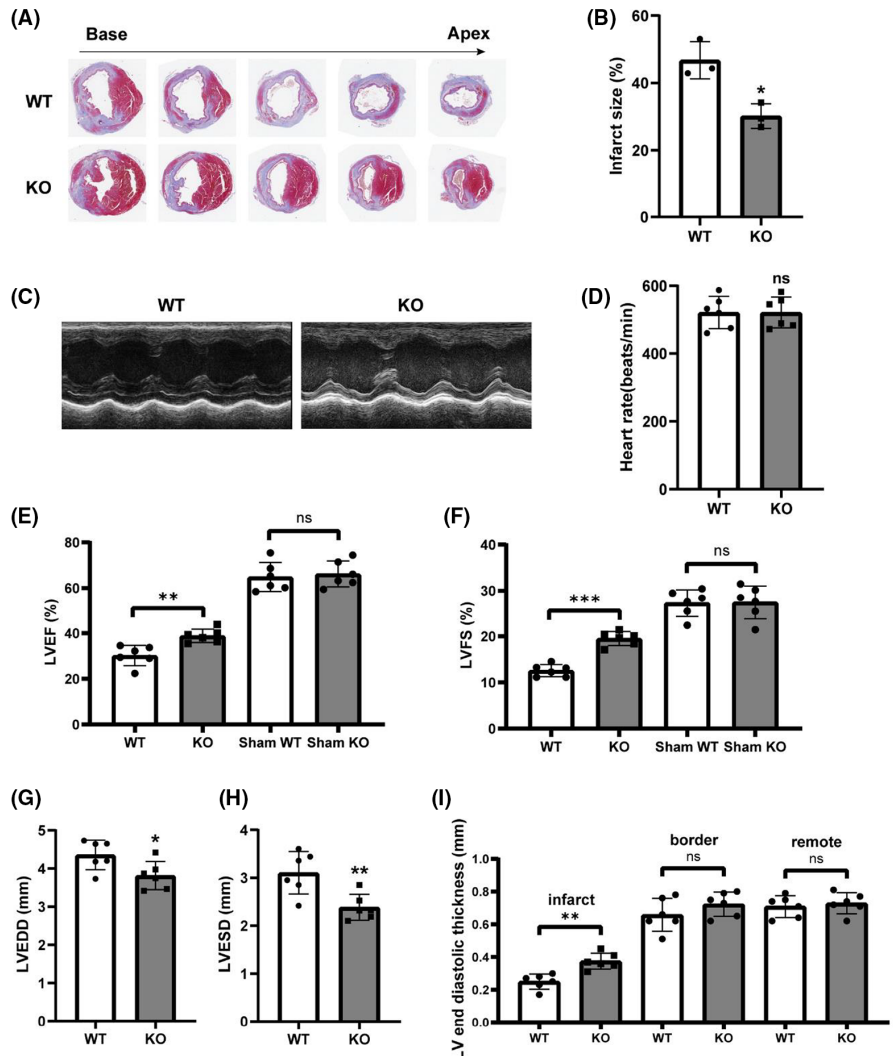 (A)
Base
Apex
WT
KO
(B)
Infarct size (%)
60
40
20
0
*
WT
KO
(C)
WT
KO
(D)
Heart rate(beats/min)
600
400
200
0
ns
WT
KO
(E)
LVEF (%)
80
60
40
20
0
**
ns
WT
KO
Sham WT
Sham KO
(F)
LVFS (%)
40
30
20
10
0
***
ns
WT
KO
Sham WT
Sham KO
(G)
LVEDD (mm)
5
4
3
2
1
0
*
WT
KO
(H)
LVESD (mm)
4
3
2
1
0
**
WT
KO
(I)
LV end diastolic thickness (mm)
1.0
0.8
0.6
0.4
0.2
0.0
infarct
**
border
ns
remote
ns
WT
KO
WT
KO
WT
KO